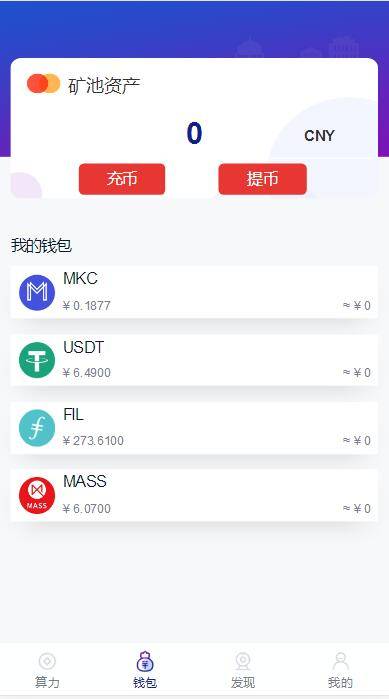 矿池资产
0
CNY
充币 提币
我的钱包
MKC
¥ 0.1877 ≈ ¥ 0
USDT
¥ 6.4900 ≈ ¥ 0
FIL
¥ 273.6100 ≈ ¥ 0
MASS
MASS
¥ 6.0700 ≈ ¥ 0
算力 钱包 发现 我的